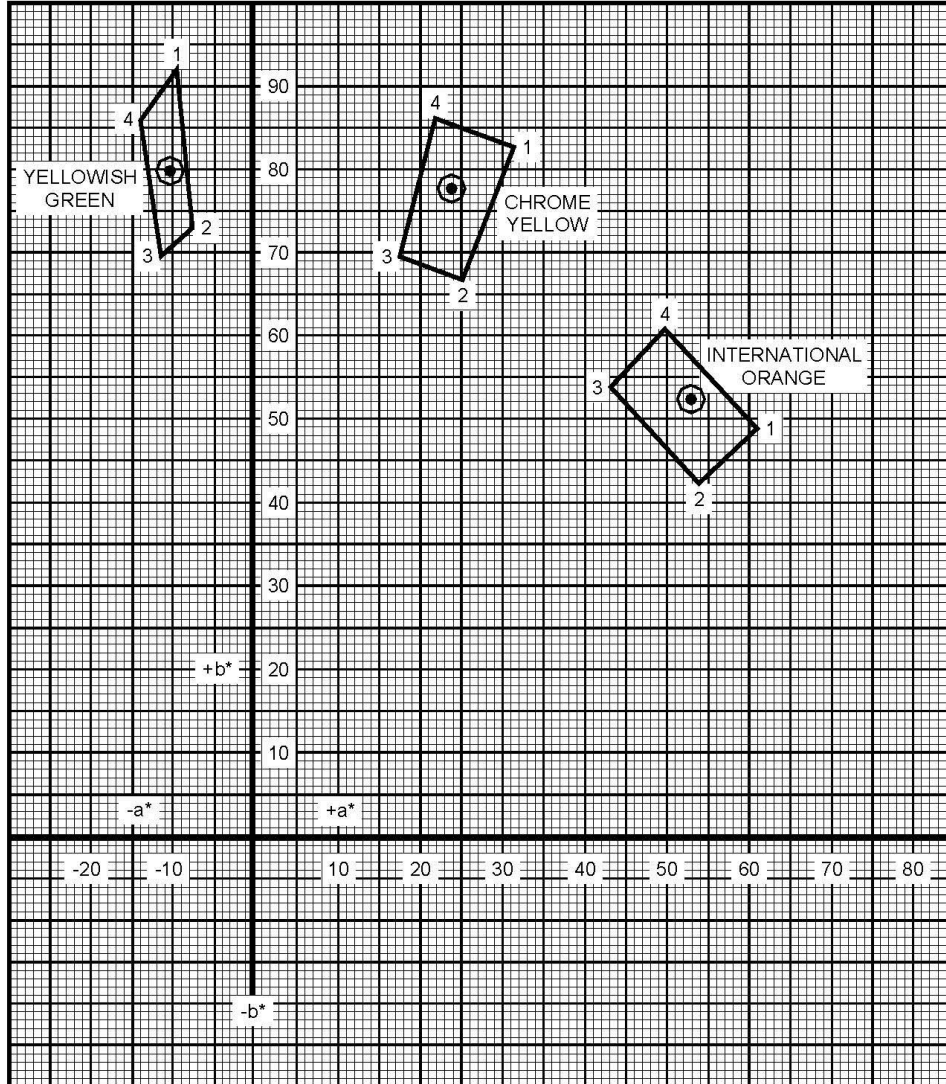 1
90
4
4
1
80
YELLOWISH
GREEN
CHROME
YELLOW
2
3
70
3
2
60
4
INTERNATIONAL
ORANGE
3
50
1
2
40
30
+b*
20
10
-a*
+a*
-20 -10 10 20 30 40 50 60 70 80
-b*